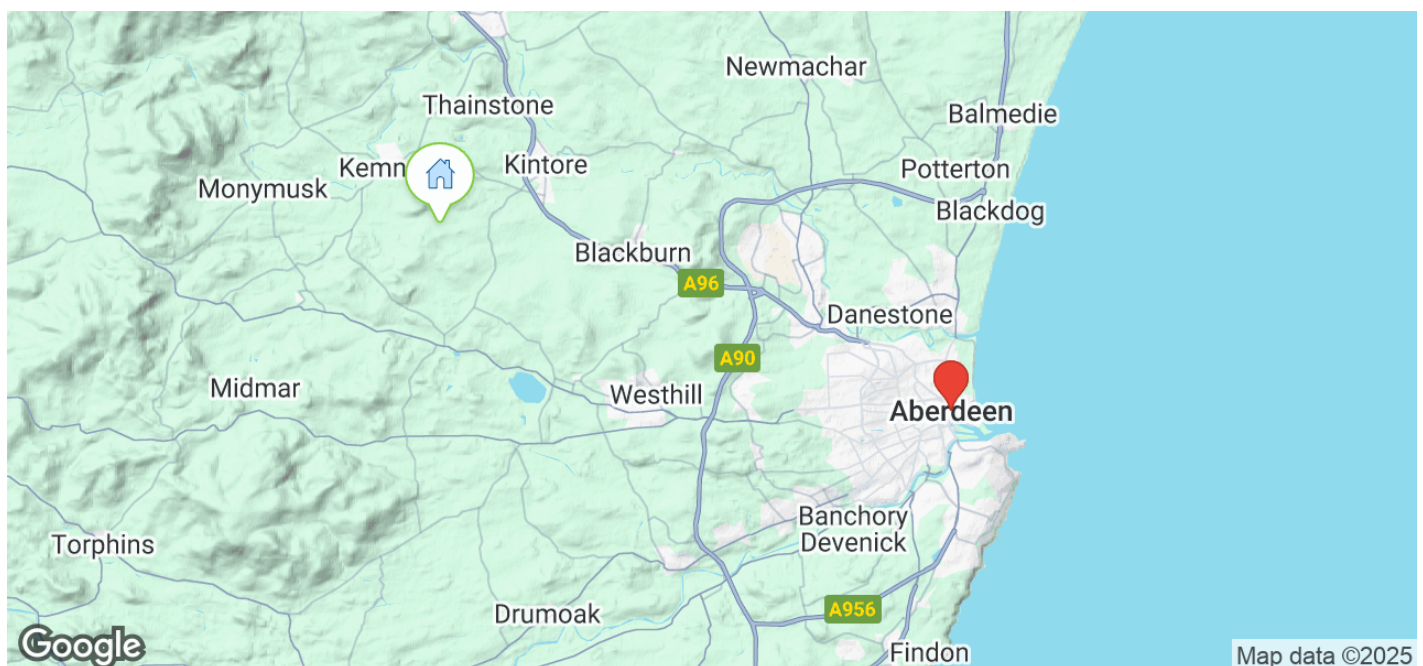 Newmachar
Thainstone
Balmedie
Kintore
Potterton
Monymusk
Blackdog
Blackburn
A96
Danestone
A90
Midmar
Westhill
Aberdeen
Banchory
Devenick
Torphins
Drumoak
A956
Findon
Google
Map data ©2025